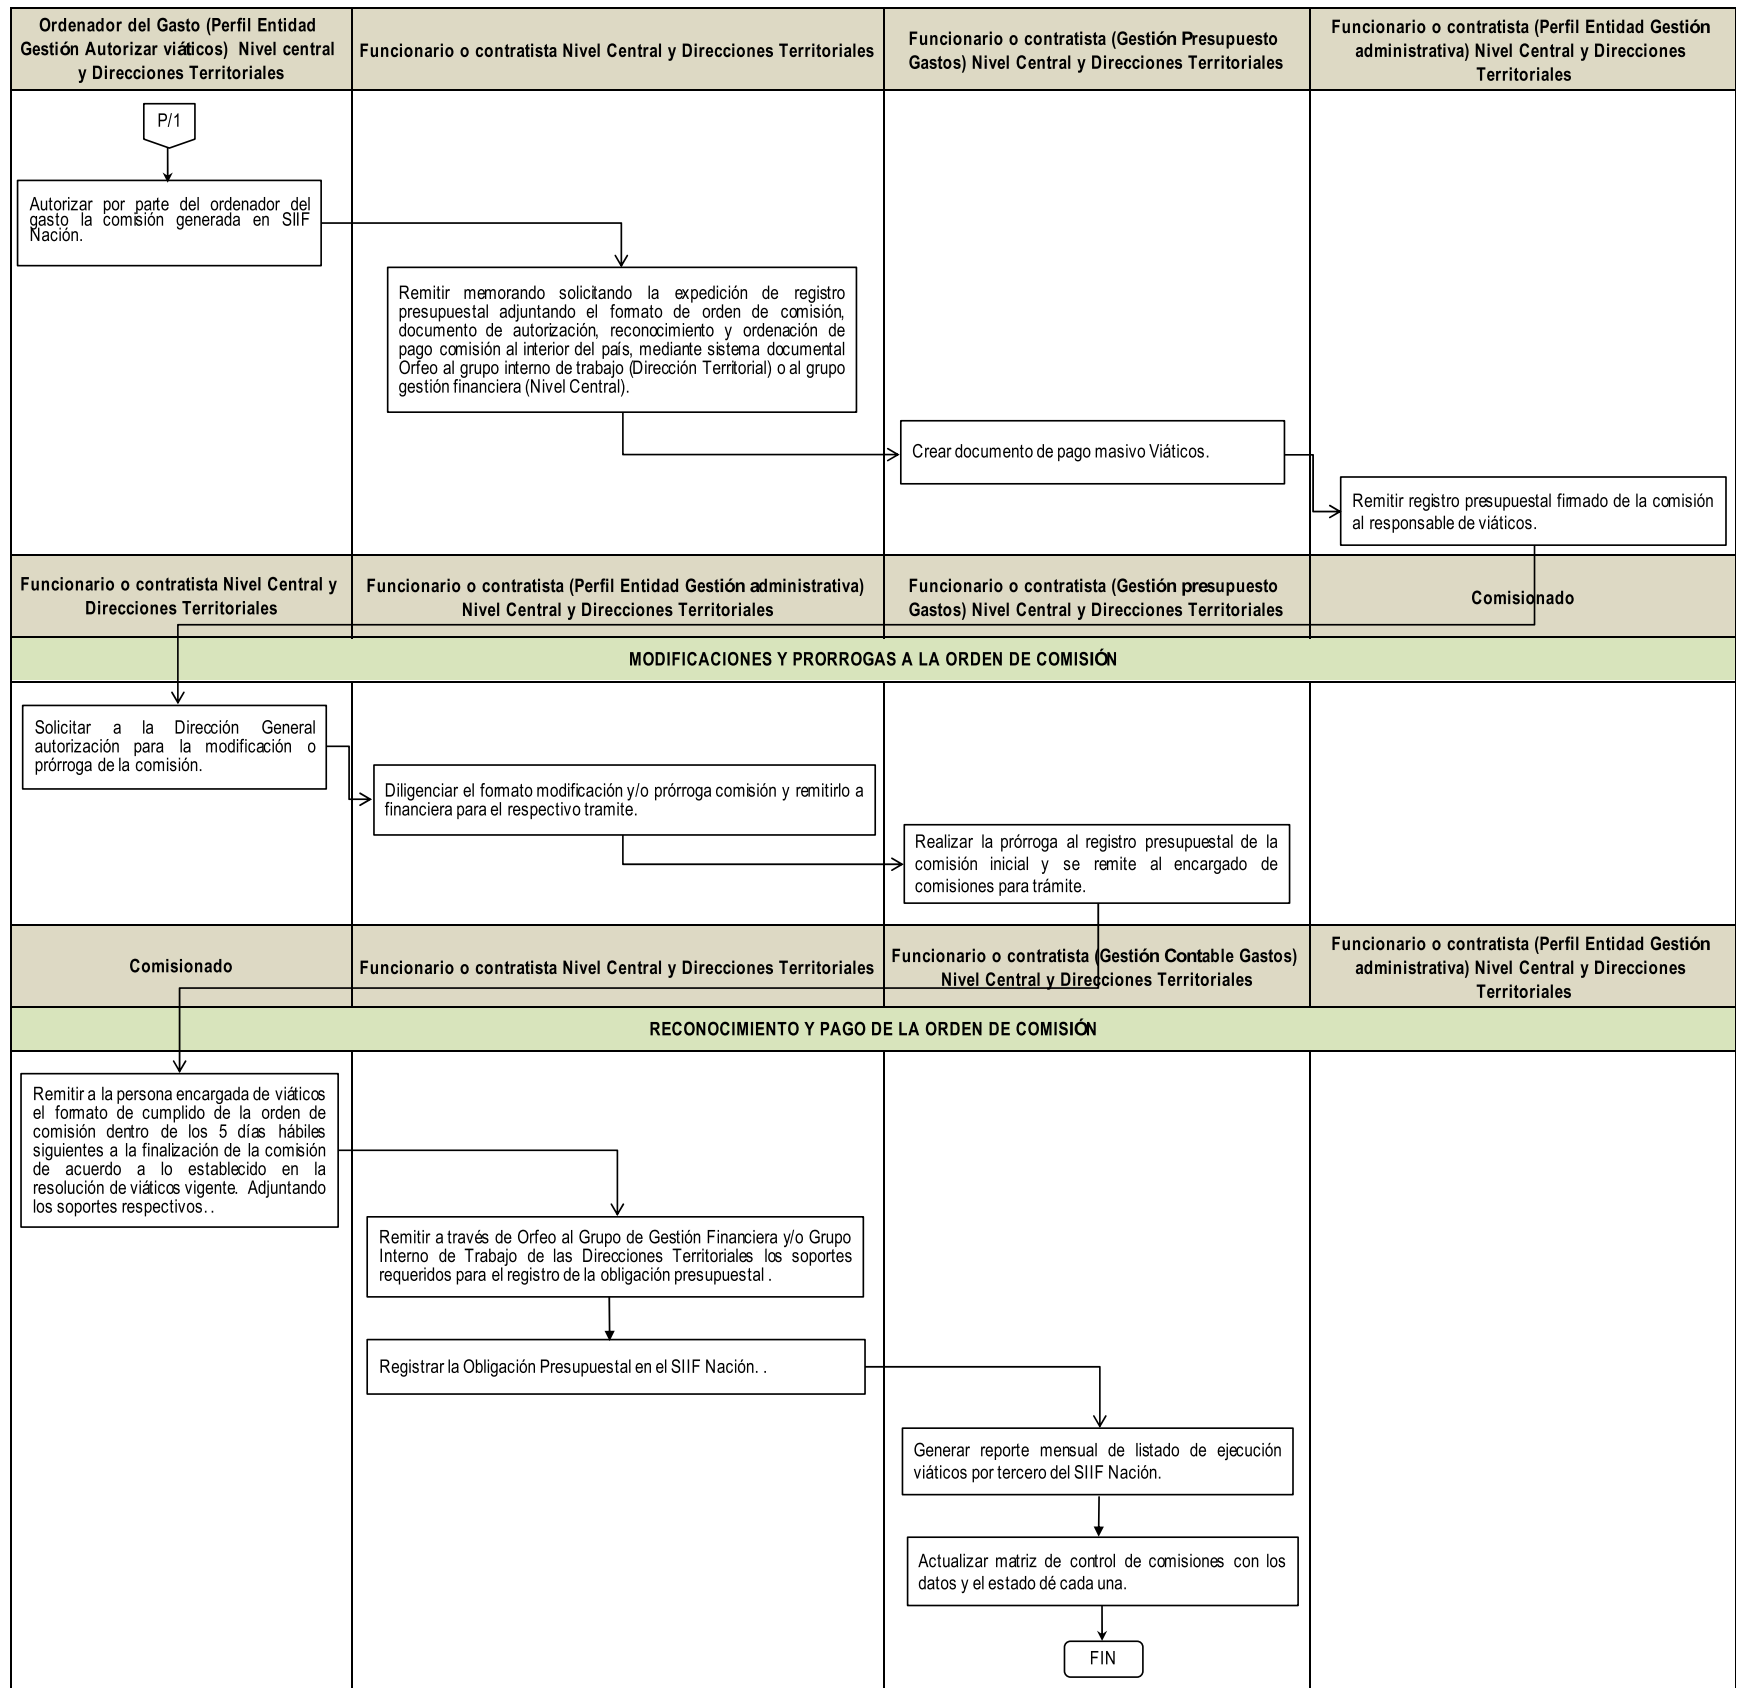 Ordenador del Gasto (Perfil Entidad
Gestión Autorizar viáticos) Nivel central
y Direcciones Territoriales
Funcionario o contratista Nivel Central y Direcciones Territoriales
Funcionario o contratista (Gestión Presupuesto
Gastos) Nivel Central y Direcciones Territoriales
Funcionario o contratista (Perfil Entidad Gestión
administrativa) Nivel Central y Direcciones
Territoriales
P/1
Autorizar por parte del ordenador del
gasto la comisión generada en SIIF
Nación.
Remitir memorando solicitando la expedición de registro
presupuestal adjuntando el formato de orden de comisión,
documento de autorización, reconocimiento y ordenación de
pago comisión al interior del país, mediante sistema documental
Orfeo al grupo interno de trabajo (Dirección Territorial) o al grupo
gestión financiera (Nivel Central).
Crear documento de pago masivo Viáticos.
Remitir registro presupuestal firmado de la comisión
al responsable de viáticos.
Funcionario o contratista Nivel Central y
Direcciones Territoriales
Funcionario o contratista (Perfil Entidad Gestión administrativa)
Nivel Central y Direcciones Territoriales
Funcionario o contratista (Gestión presupuesto
Gastos) Nivel Central y Direcciones Territoriales
Comisionado
MODIFICACIONES Y PRORROGAS A LA ORDEN DE COMISIÓN
Solicitar a la Dirección General
autorización para la modificación o
prórroga de la comisión.
Diligenciar el formato modificación y/o prórroga comisión y remitirlo a
financiera para el respectivo tramite.
Realizar la prórroga al registro presupuestal de la
comisión inicial y se remite al encargado de
comisiones para trámite.
Comisionado
Funcionario o contratista Nivel Central y Direcciones Territoriales
Funcionario o contratista (Gestión Contable Gastos)
Nivel Central y Direcciones Territoriales
Funcionario o contratista (Perfil Entidad Gestión
administrativa) Nivel Central y Direcciones
Territoriales
RECONOCIMIENTO Y PAGO DE LA ORDEN DE COMISIÓN
Remitir a la persona encargada de viáticos
el formato de cumplido de la orden de
comisión dentro de los 5 días hábiles
siguientes a la finalización de la comisión
de acuerdo a lo establecido en la
resolución de viáticos vigente. Adjuntando
los soportes respectivos. .
Remitir a través de Orfeo al Grupo de Gestión Financiera y/o Grupo
Interno de Trabajo de las Direcciones Territoriales los soportes
requeridos para el registro de la obligación presupuestal .
Registrar la Obligación Presupuestal en el SIIF Nación. .
Generar reporte mensual de listado de ejecución
viáticos por tercero del SIIF Nación.
Actualizar matriz de control de comisiones con los
datos y el estado dé cada una.
FIN